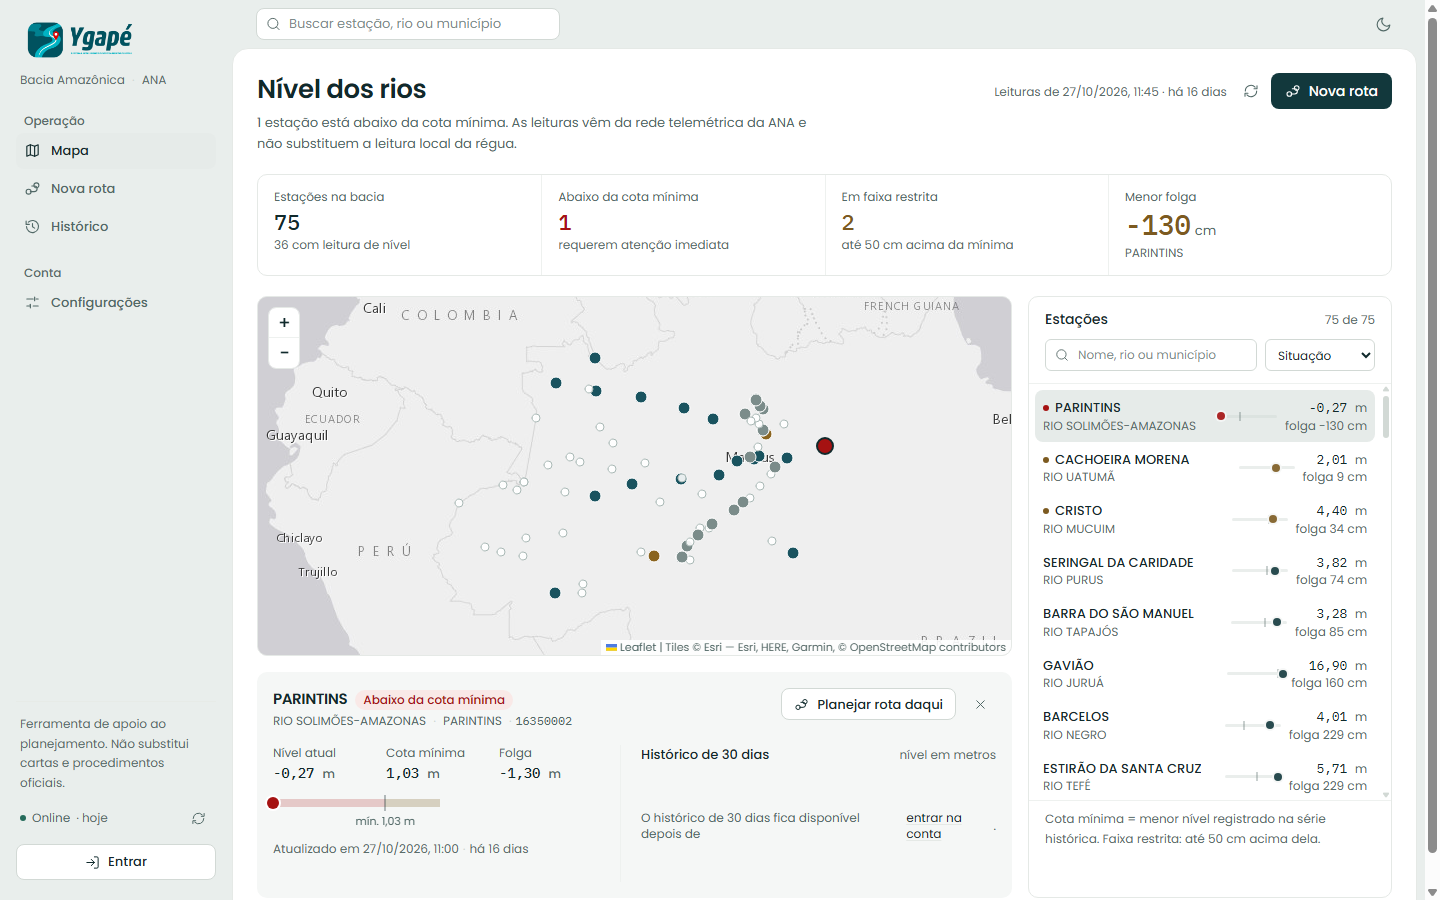 Ygapé
Bacia Amazônica · ANA
Operação
Mapa
Nova rota
Histórico
Conta
Configurações
Ferramenta de apoio ao
planejamento. Não substitui
cartas e procedimentos
oficiais.
Online · hoje
Entrar
Buscar estação, rio ou município
Nível dos rios
Leituras de 27/10/2026, 11:45 · há 16 dias
Nova rota
1 estação está abaixo da cota mínima. As leituras vêm da rede telemétrica da ANA e
não substituem a leitura local da régua.
Estações na bacia
75
36 com leitura de nível
Abaixo da cota mínima
1
requerem atenção imediata
Em faixa restrita
2
até 50 cm acima da mínima
Menor folga
-130 cm
PARINTINS
+
−
Cali
COLOMBIA
FRENCH GUIANA
Quito
ECUADOR
Guayaquil
Bel
Chiclayo
PERÚ
Trujillo
Leaflet | Tiles © Esri — Esri, HERE, Garmin, © OpenStreetMap contributors
PARINTINS Abaixo da cota mínima
RIO SOLIMÕES-AMAZONAS · PARINTINS · 16350002
Planejar rota daqui
Nível atual
-0,27 m
Cota mínima
1,03 m
Folga
-1,30 m
mín. 1,03 m
Atualizado em 27/10/2026, 11:00 · há 16 dias
Histórico de 30 dias
nível em metros
O histórico de 30 dias fica disponível
depois de
entrar na
conta
.
Estações
75 de 75
Nome, rio ou município
Situação
PARINTINS
-0,27 m
RIO SOLIMÕES-AMAZONAS
folga -130 cm
CACHOEIRA MORENA
2,01 m
RIO UATUMÃ
folga 9 cm
CRISTO
4,40 m
RIO MUCUIM
folga 34 cm
SERINGAL DA CARIDADE
3,82 m
RIO PURUS
folga 74 cm
BARRA DO SÃO MANUEL
3,28 m
RIO TAPAJÓS
folga 85 cm
GAVIÃO
16,90 m
RIO JURUÁ
folga 160 cm
BARCELOS
4,01 m
RIO NEGRO
folga 229 cm
ESTIRÃO DA SANTA CRUZ
5,71 m
RIO TEFÉ
folga 229 cm
Cota mínima = menor nível registrado na série
histórica. Faixa restrita: até 50 cm acima dela.